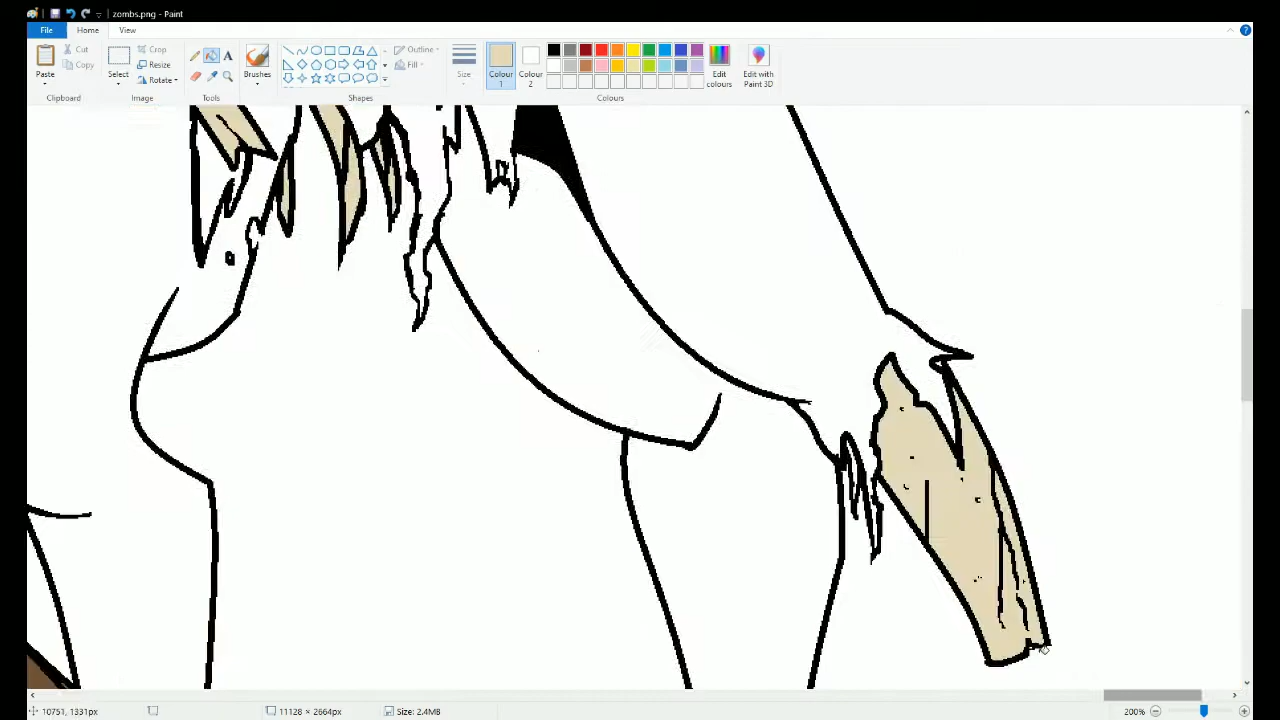 zombs.png - Paint
File Home View
Paste
Cut
Copy
Clipboard
Select
Crop
Resize
Rotate
Image
A
Tools
Brushes
Outline
Fill
Shapes
Size
Colour 1
Colour 2
Edit colours
Edit with Paint 3D
Colours
10751, 1331px
11128 × 2664px
Size: 2.4MB
200%